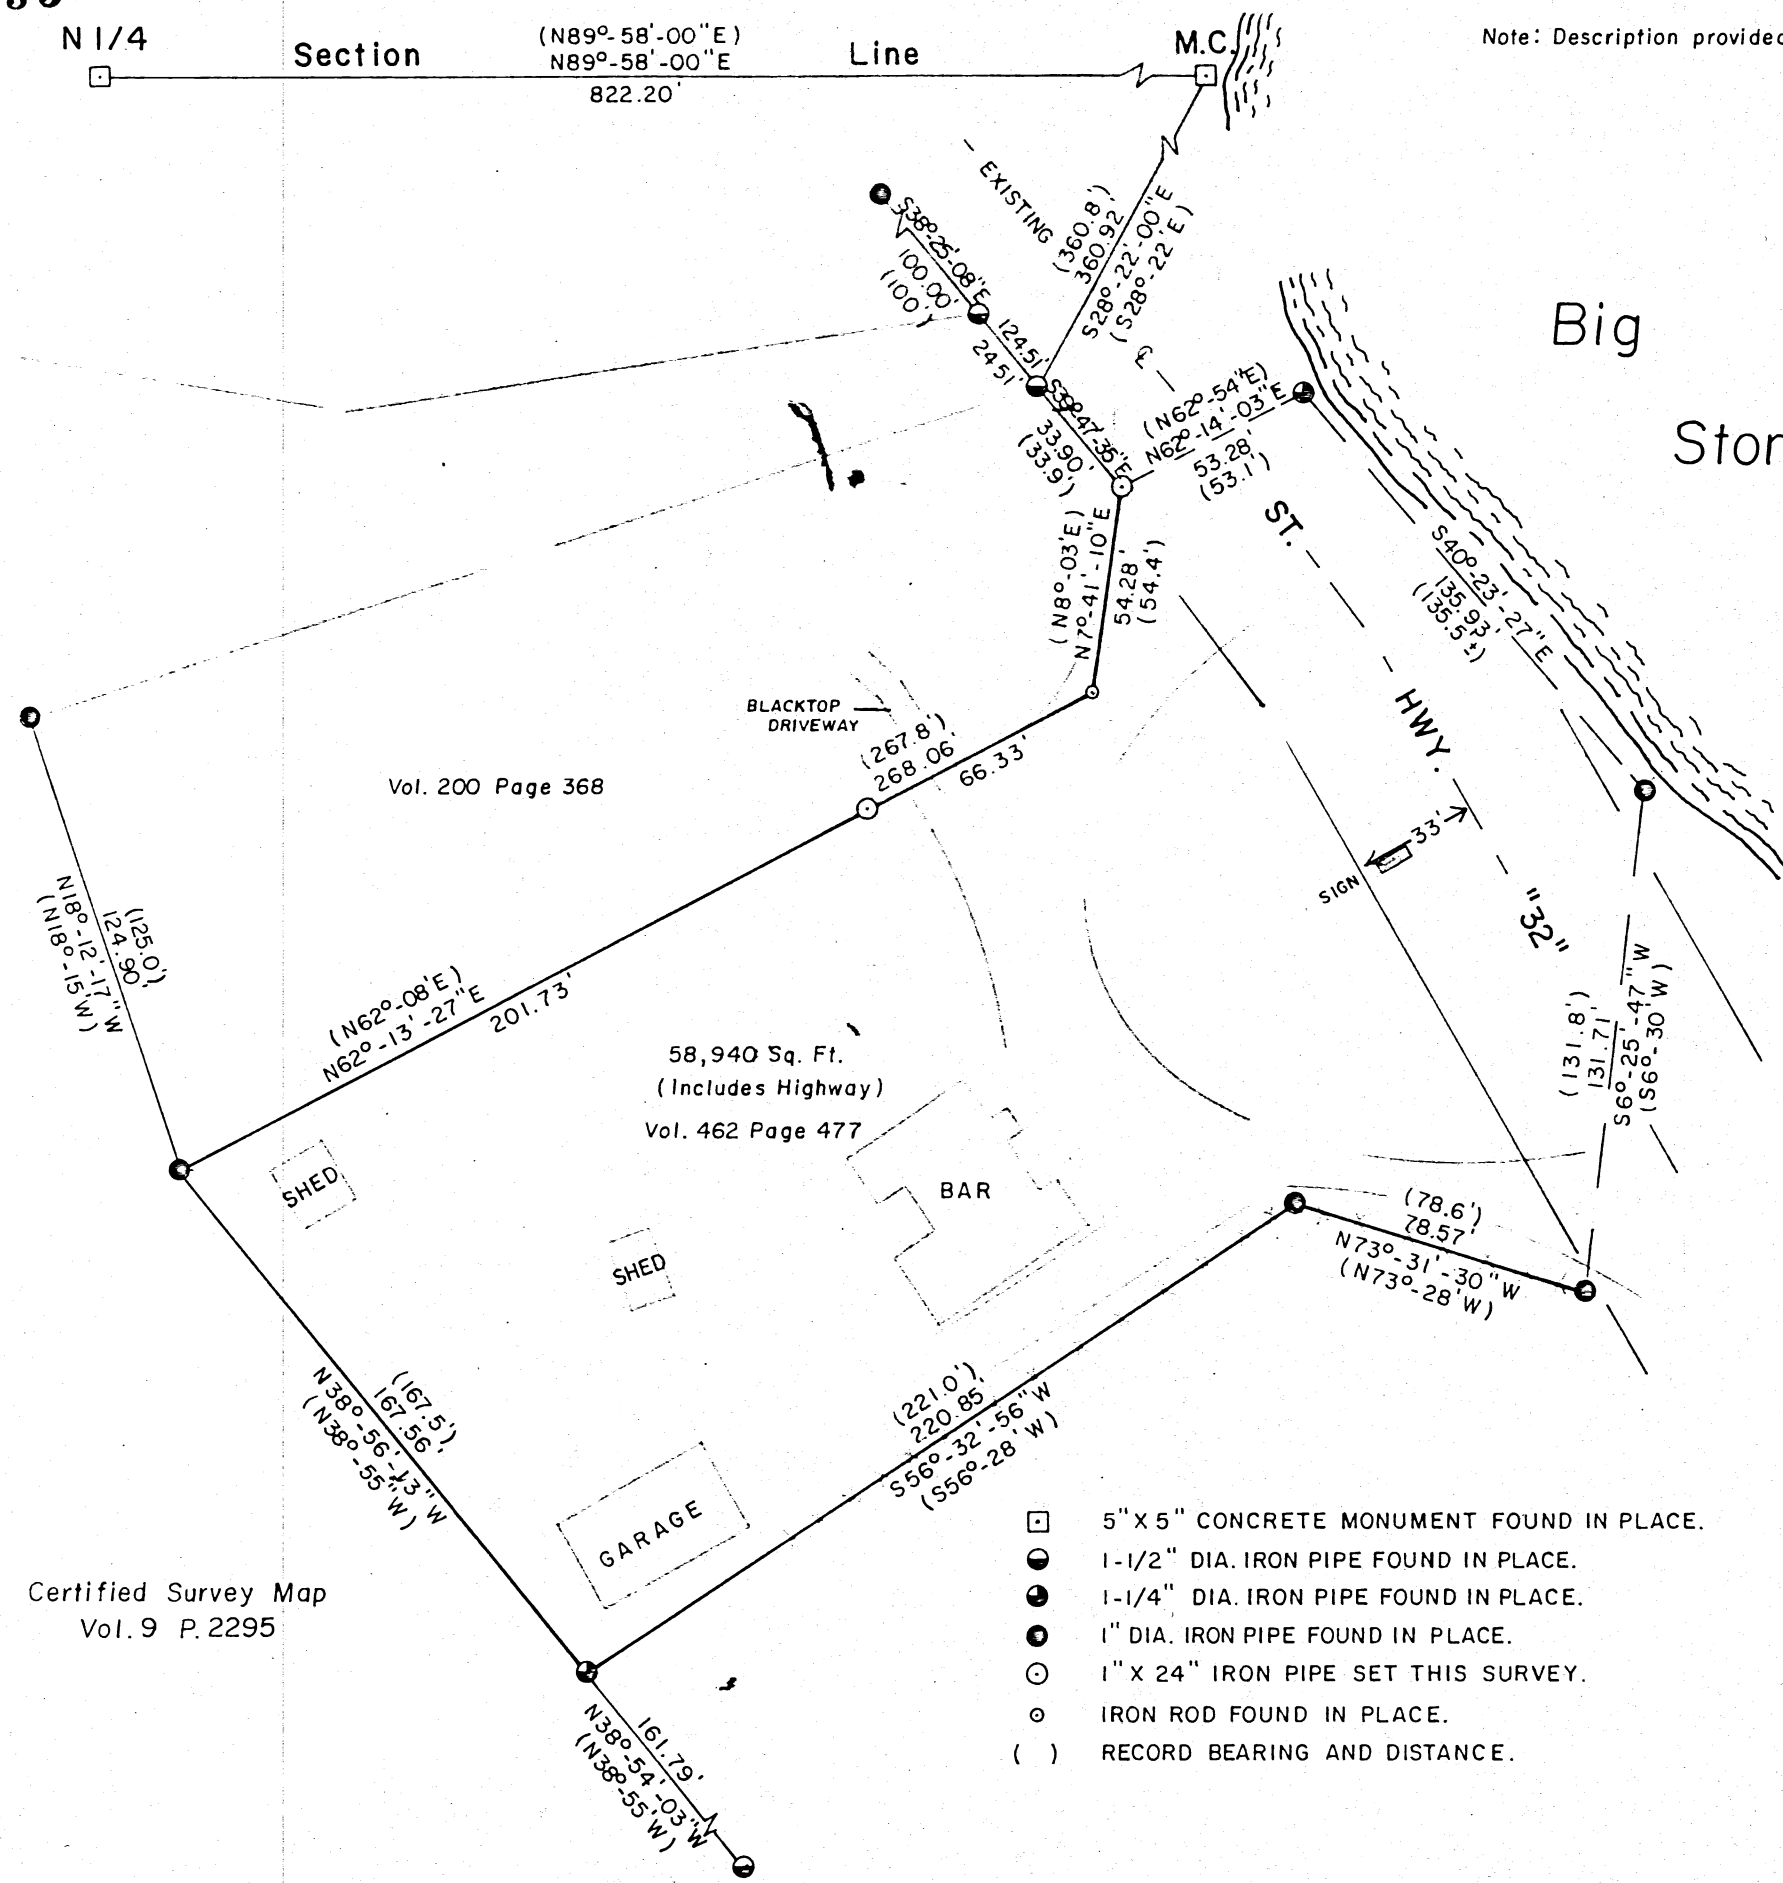 N 1/4
Section
(N89°-58'-00"E)
N89°-58'-00"E
822.20'
Line
M.C.
Note: Description provided
EXISTING
(360.8')
360.92'
S28°-22'-00"E
(S28°-22'E)
S38°-25'-08"E
100.00'
(100')
124.51'
24.51'
S39°-47'-35"E
33.90'
(33.9')
(N62°-54"E)
N62°-14'-03"E
53.28'
(53.1')
Big
Ston
ST.
HWY.
"32"
(N8°-03'E)
N7°-41'-10"E
54.28'
(54.4')
S40°-23'-27"E
135.93'
(135.5'±)
BLACKTOP
DRIVEWAY
(267.8')
268.06'
66.33'
Vol. 200 Page 368
33'
SIGN
(125.0')
124.90'
N18°-12'-17"W
(N18°-15'W)
(N62°-08'E)
N62°-13'-27"E
201.73'
58,940 Sq. Ft.
(Includes Highway)
Vol. 462 Page 477
(131.8')
131.71'
S6°-25'-47"W
(S6°-30'W)
SHED
BAR
SHED
(78.6')
78.57'
N73°-31'-30"W
(N73°-28'W)
(167.5')
167.56'
N38°-56'-13"W
(N38°-55"W)
(221.0')
220.85'
S56°-32'-56"W
(S56°-28'W)
GARAGE
Certified Survey Map
Vol. 9 P. 2295
161.79'
N38°-54'-03"W
(N38°-55'W)
5" X 5" CONCRETE MONUMENT FOUND IN PLACE.
1-1/2" DIA. IRON PIPE FOUND IN PLACE.
1-1/4" DIA. IRON PIPE FOUND IN PLACE.
1" DIA. IRON PIPE FOUND IN PLACE.
1" X 24" IRON PIPE SET THIS SURVEY.
IRON ROD FOUND IN PLACE.
( ) RECORD BEARING AND DISTANCE.